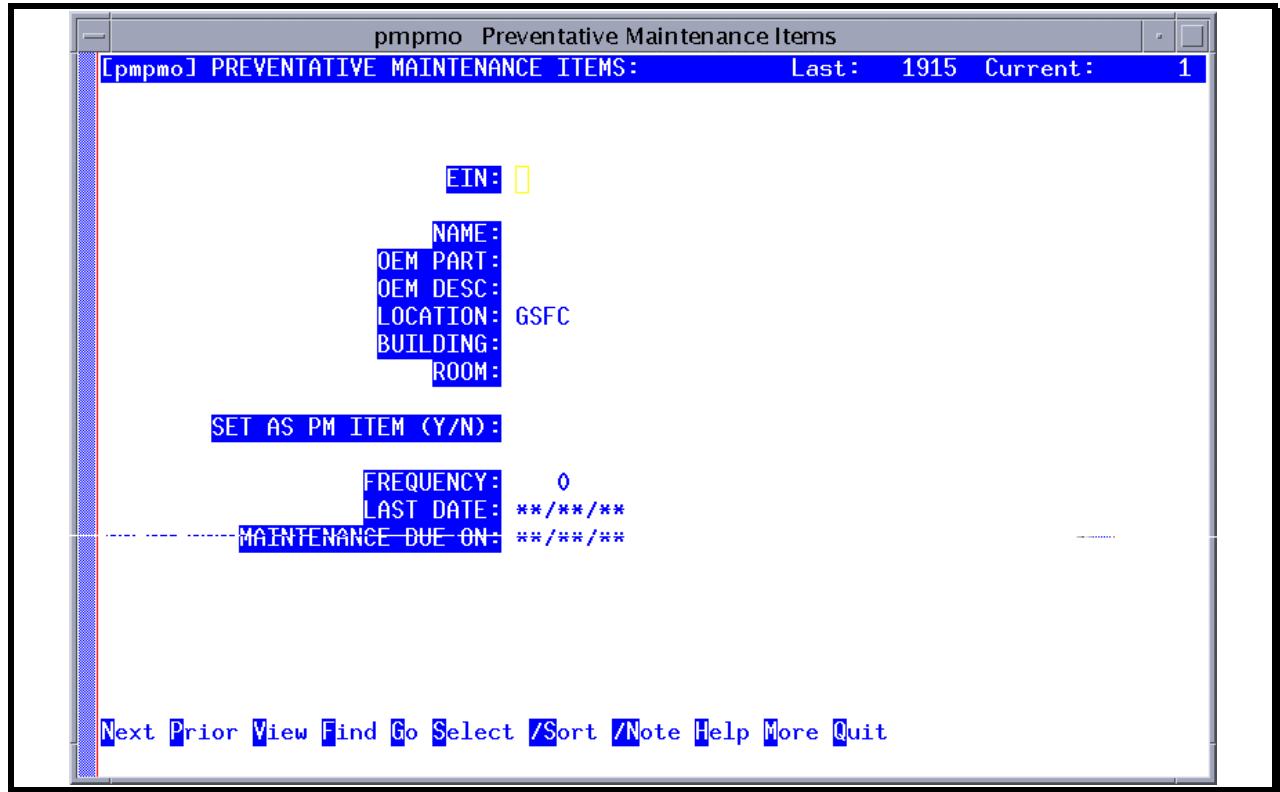 pmpmo Preventative Maintenance Items
[pmpmo] PREVENTATIVE MAINTENANCE ITEMS: Last: 1915 Current: 1
EIN:
NAME:
OEM PART:
OEM DESC:
LOCATION: GSFC
BUILDING:
ROOM:
SET AS PM ITEM (Y/N):
FREQUENCY: 0
LAST DATE: **/**/**
MAINTENANCE DUE ON: **/**/**
Next Prior View Find Go Select /Sort /Note Help More Quit